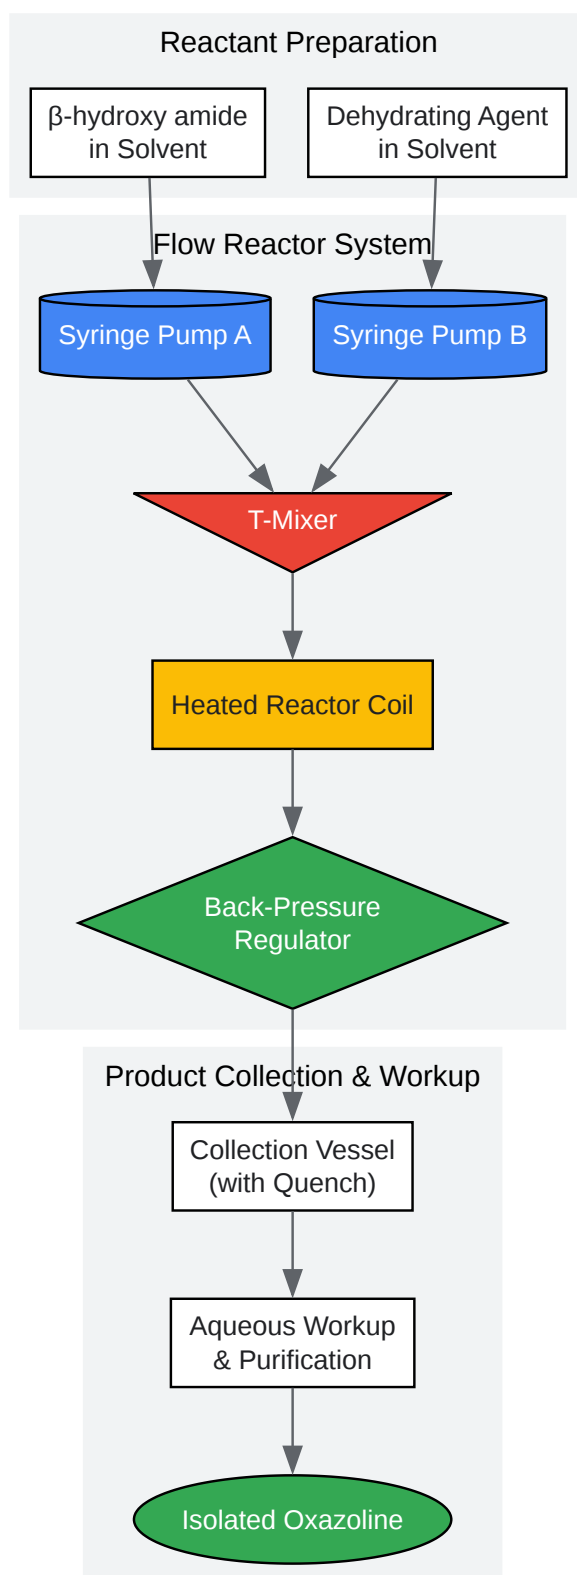 Reactant Preparation
β-hydroxy amide
in Solvent
Dehydrating Agent
in Solvent
Flow Reactor System
Syringe Pump A
Syringe Pump B
T-Mixer
Heated Reactor Coil
Back-Pressure
Regulator
Product Collection & Workup
Collection Vessel
(with Quench)
Aqueous Workup
& Purification
Isolated Oxazoline